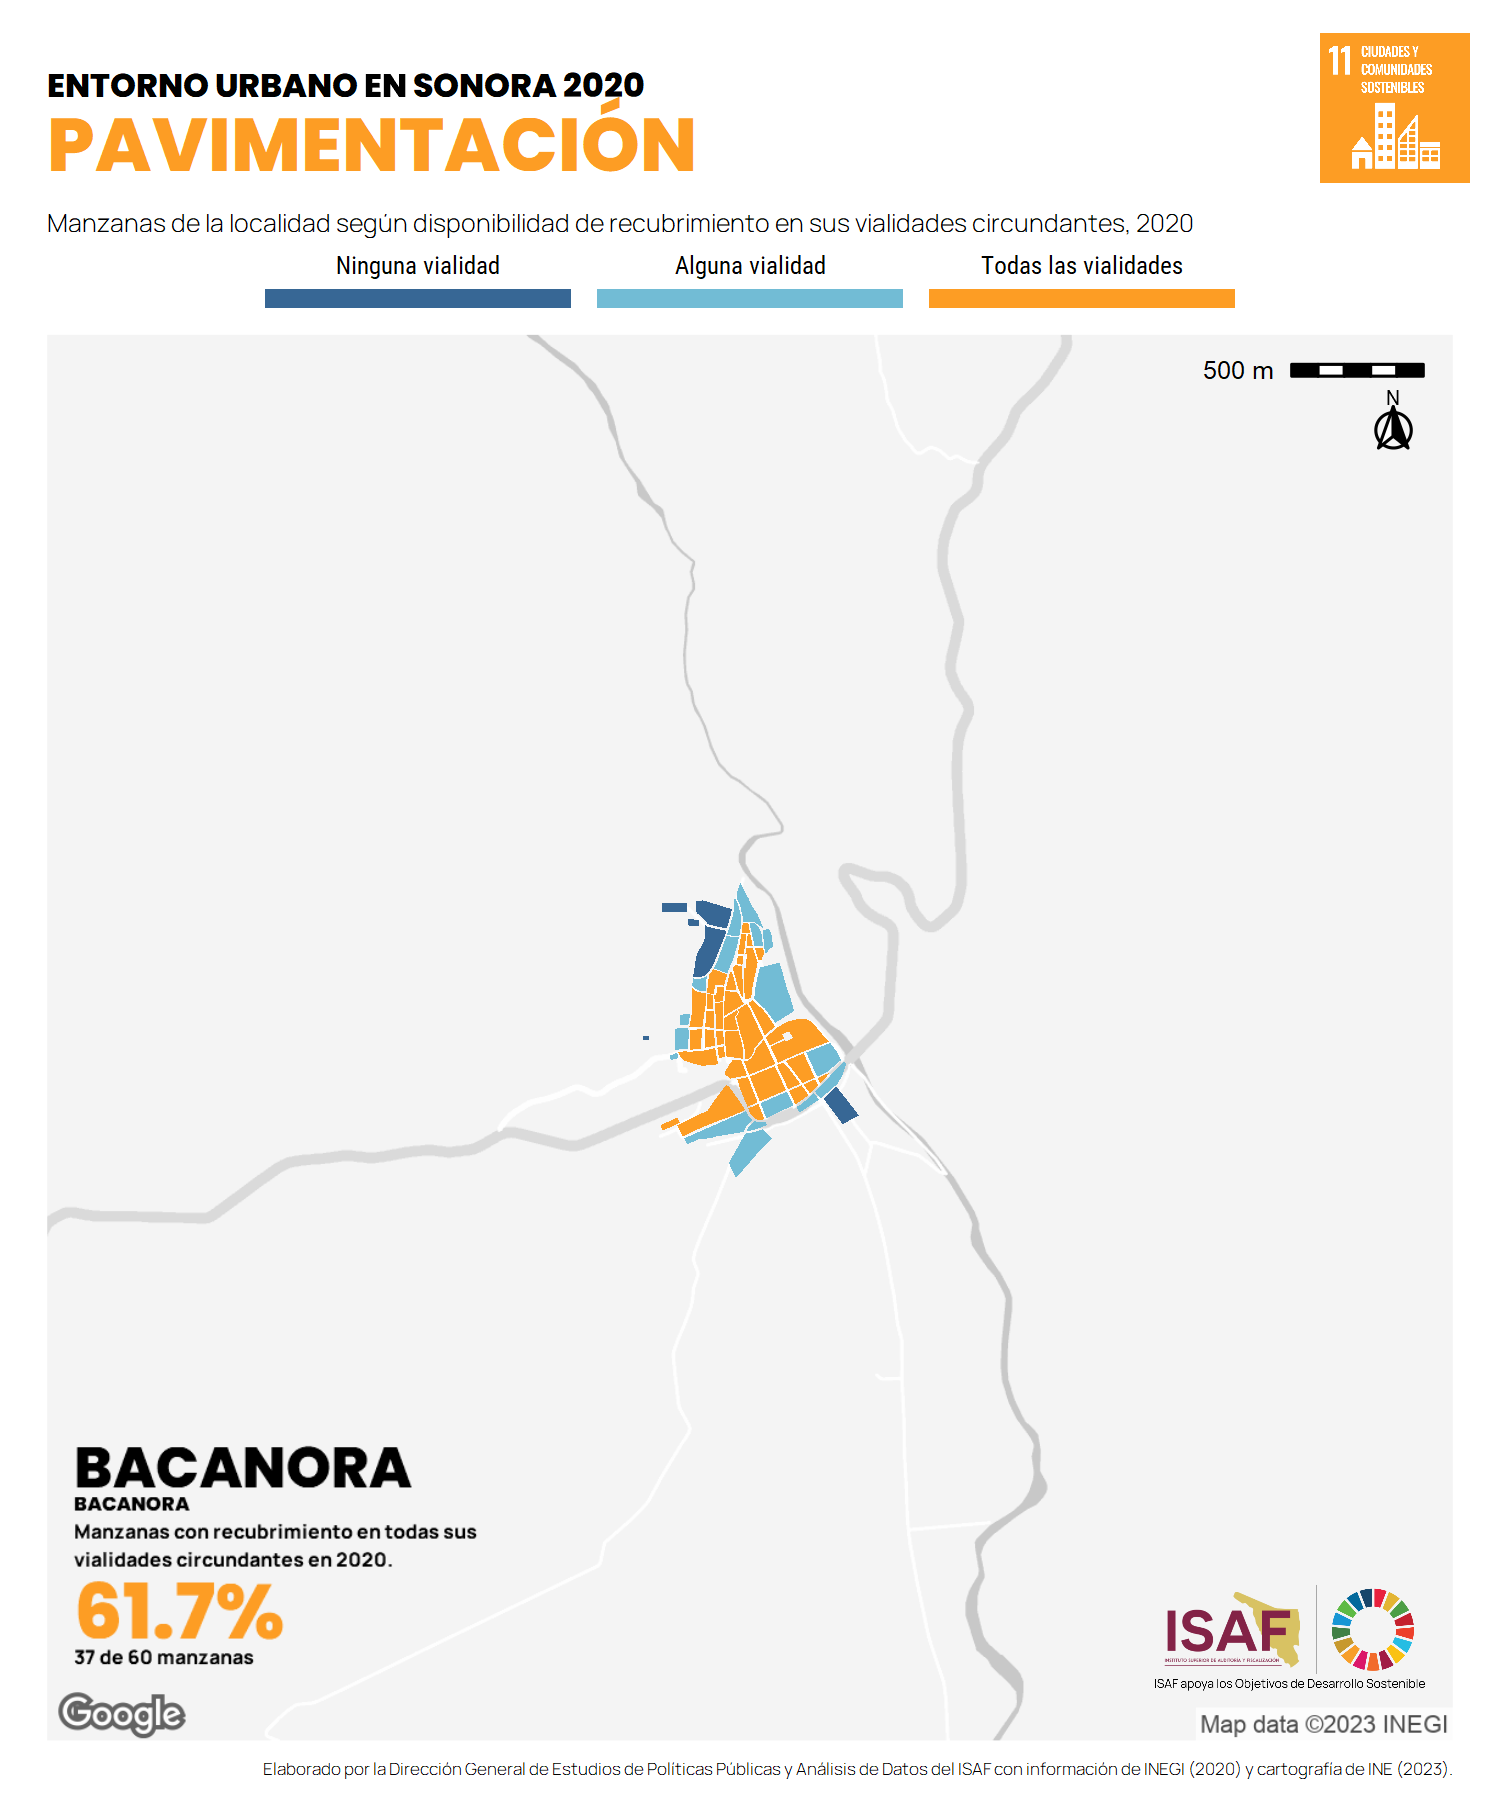 ENTORNO URBANO EN SONORA 2020
PAVIMENTACIÓN
11 CIUDADES Y
COMUNIDADES
SOSTENIBLES
Manzanas de la localidad según disponibilidad de recubrimiento en sus vialidades circundantes, 2020
Ninguna vialidad
Alguna vialidad
Todas las vialidades
500 m
N
BACANORA
BACANORA
Manzanas con recubrimiento en todas sus
vialidades circundantes en 2020.
61.7%
37 de 60 manzanas
Google
ISAF
INSTITUTO SUPERIOR DE AUDITORÍA Y FISCALIZACIÓN
ISAF apoya los Objetivos de Desarrollo Sostenible
Map data ©2023 INEGI
Elaborado por la Dirección General de Estudios de Políticas Públicas y Análisis de Datos del ISAF con información de INEGI (2020) y cartografía de INE (2023).